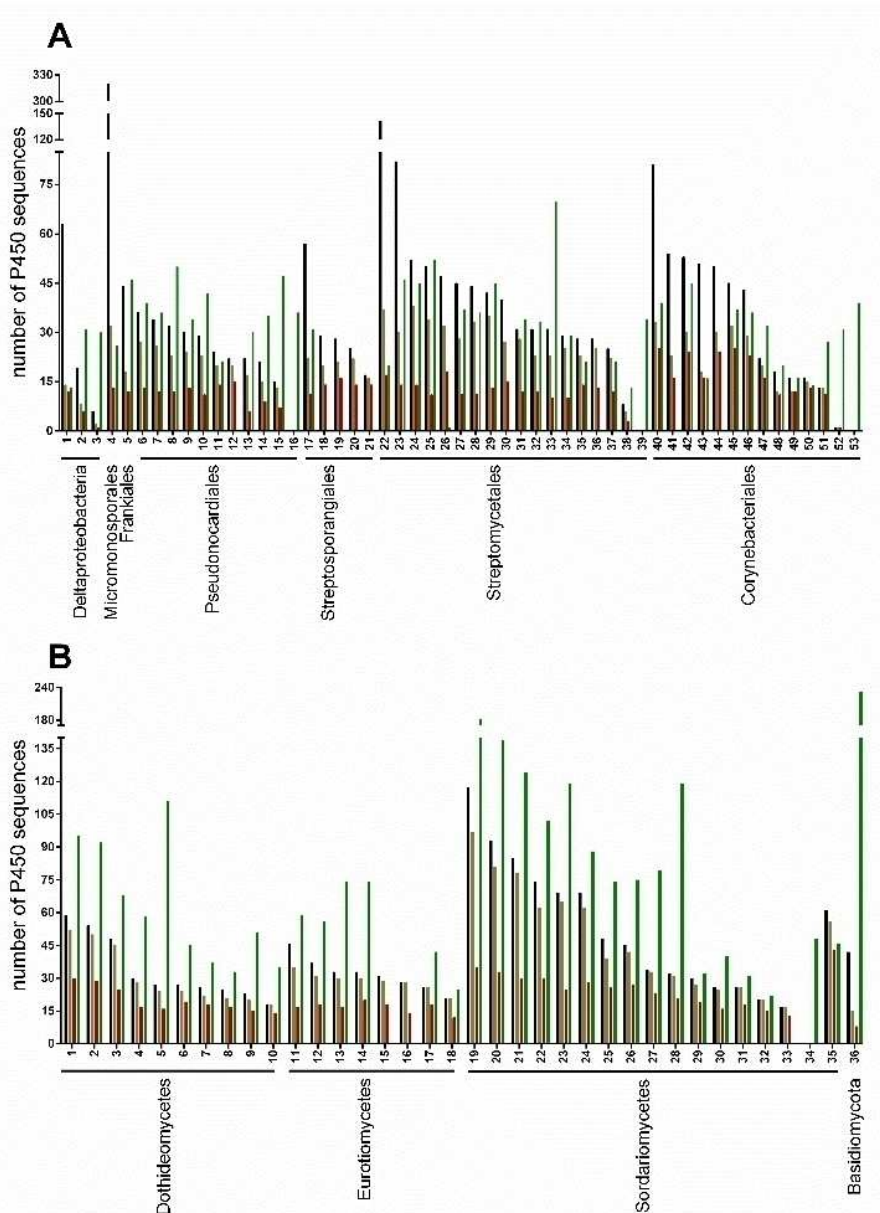 A
number of P450 sequences
330
300
150
120
75
60
45
30
15
0
1 2 3 4 5 6 7 8 9 10 11 12 13 14 15 16 17 18 19 20 21 22 23 24 25 26 27 28 29 30 31 32 33 34 35 36 37 38 39 40 41 42 43 44 45 46 47 48 49 50 51 52 53
Deltaproteobacteria
Micromonosporales
Frankiales
Pseudonocardiales
Streptosporangiales
Streptomycetales
Corynebacteriales
B
number of P450 sequences
240
180
135
120
105
90
75
60
45
30
15
0
1 2 3 4 5 6 7 8 9 10 11 12 13 14 15 16 17 18 19 20 21 22 23 24 25 26 27 28 29 30 31 32 33 34 35 36
Dothideomycetes
Eurotiomycetes
Sordariomycetes
Basidiomycota